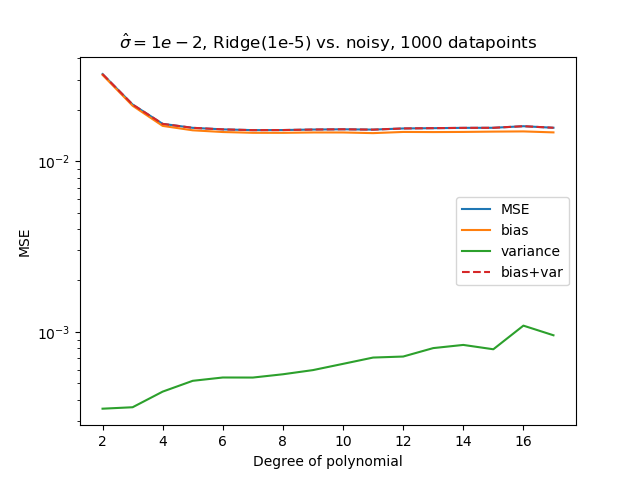 σ̂ = 1e − 2, Ridge(1e-5) vs. noisy, 1000 datapoints
MSE
10⁻²
10⁻³
MSE
bias
variance
bias+var
2 4 6 8 10 12 14 16
Degree of polynomial